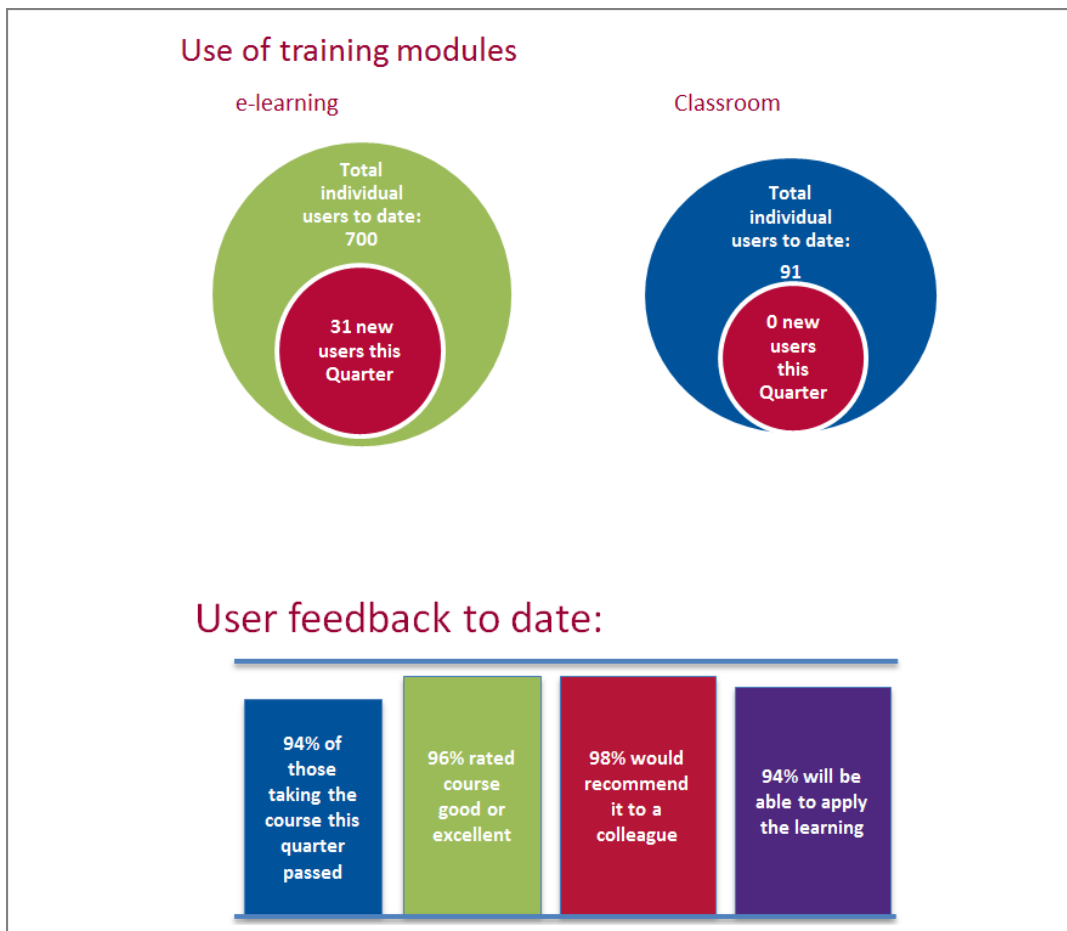 Use of training modules
e-learning
Classroom
Total
individual
users to date:
700
31 new
users this
Quarter
Total
individual
users to date:
91
0 new
users
this
Quarter
User feedback to date:
94% of
those
taking the
course this
quarter
passed
96% rated
course
good or
excellent
98% would
recommend
it to a
colleague
94% will be
able to apply
the learning